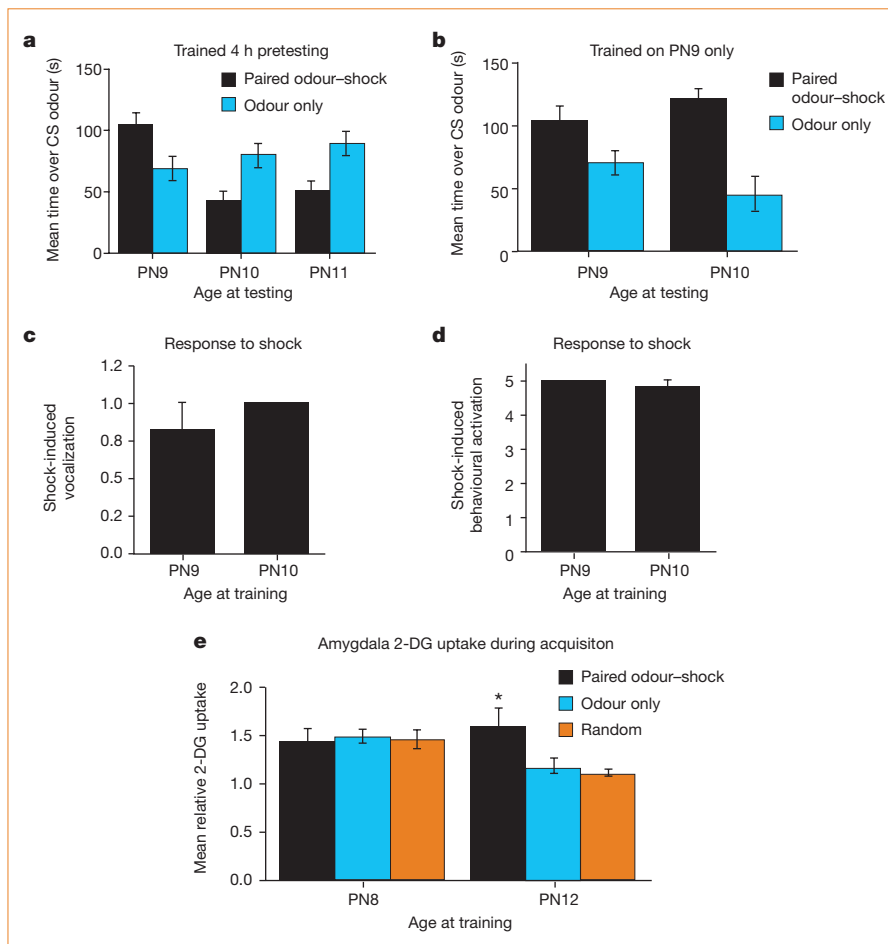 a
Trained 4 h pretesting
Mean time over CS odour (s)
150
100
50
0
Paired odour–shock
Odour only
PN9 PN10 PN11
Age at testing
b
Trained on PN9 only
Mean time over CS odour (s)
150
100
50
0
Paired
odour–shock
Odour only
PN9 PN10
Age at testing
c
Response to shock
Shock-induced
vocalization
1.2
1.0
0.8
0.5
0.2
0.0
PN9 PN10
Age at training
d
Response to shock
Shock-induced
behavioural activation
5
4
3
2
1
0
PN9 PN10
Age at training
e
Amygdala 2-DG uptake during acquisiton
Mean relative 2-DG uptake
2.0
1.5
1.0
0.5
0.0
Paired odour–shock
Odour only
Random
*
PN8 PN12
Age at training